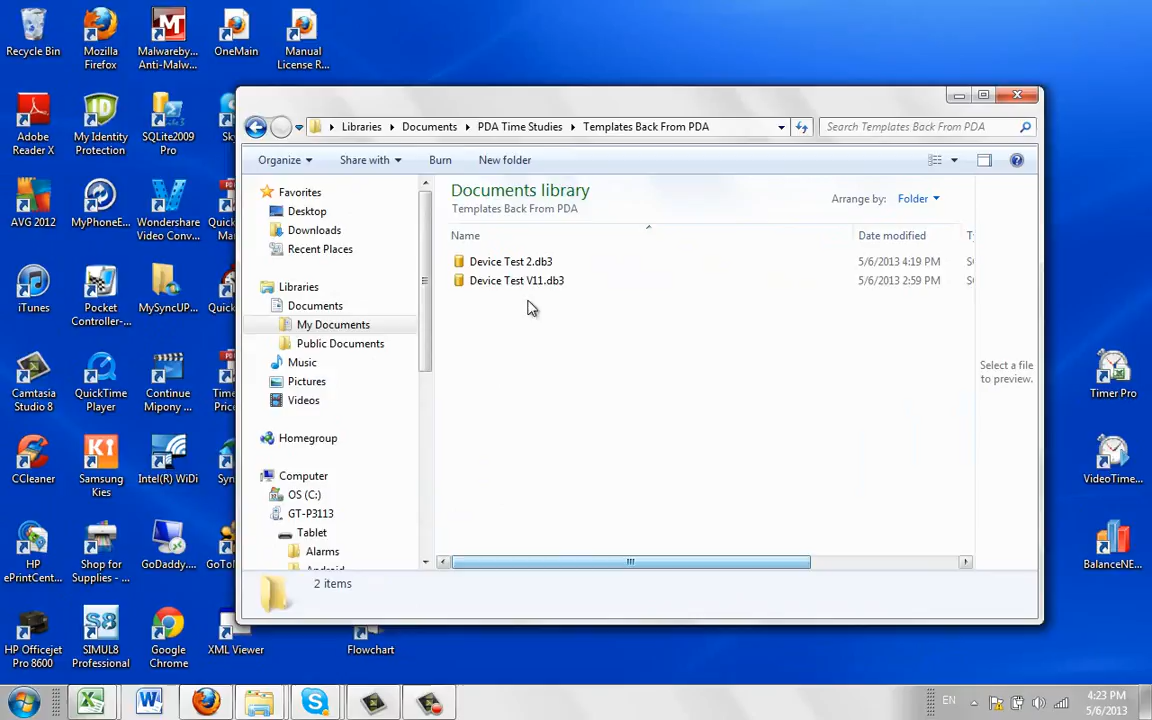 Recycle Bin
Mozilla
Firefox
Malwareby...
Anti-Malw...
OneMain
Manual
License R...
Adobe
Reader X
My Identity
Protection
SQLite2009
Pro
AVG 2012
MyPhoneE...
Wondershare
Video Conv...
iTunes
Pocket
Controller-...
MySyncUP...
Camtasia
Studio 8
QuickTime
Player
Continue
Mipony ...
CCleaner
Samsung
Kies
Intel(R) WiDi
HP
ePrintCent...
Shop for
Supplies - ...
GoDaddy....
HP Officejet
Pro 8600
SIMUL8
Professional
Google
Chrome
XML Viewer
Flowchart
Timer Pro
VideoTime...
BalanceNE...
Libraries
Documents
PDA Time Studies
Templates Back From PDA
Search Templates Back From PDA
Organize
Share with
Burn
New folder
Favorites
Desktop
Downloads
Recent Places
Libraries
Documents
My Documents
Public Documents
Music
Pictures
Videos
Homegroup
Computer
OS (C:)
GT-P3113
Tablet
Alarms
Documents library
Templates Back From PDA
Arrange by: Folder
Name Date modified
Device Test 2.db3 5/6/2013 4:19 PM
Device Test V11.db3 5/6/2013 2:59 PM
Select a file
to preview.
2 items
EN
4:23 PM
5/6/2013